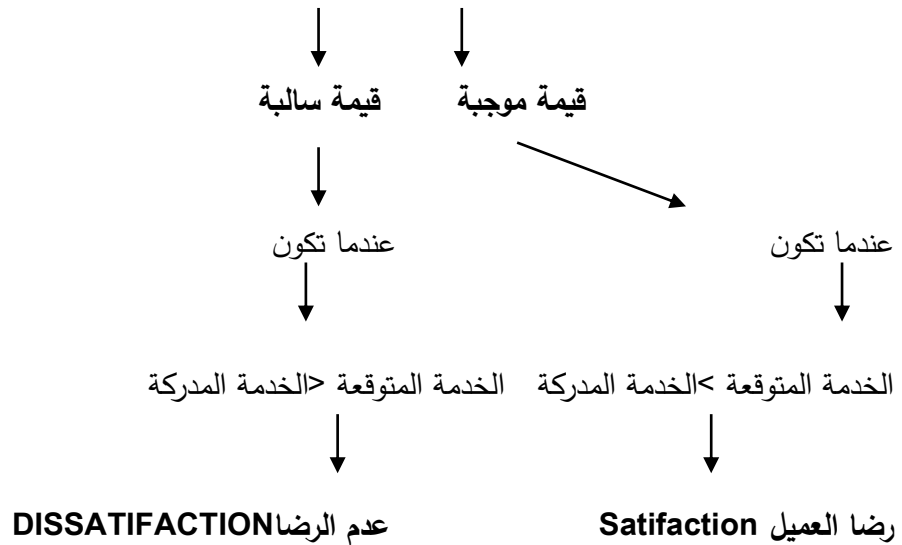 قيمة موجبة قيمة سالبة
عندما تكون عندما تكون
الخدمة المتوقعة <الخدمة المدركة الخدمة المتوقعة >الخدمة المدركة
رضا العميل Satifaction عدم الرضاDISSATIFACTION